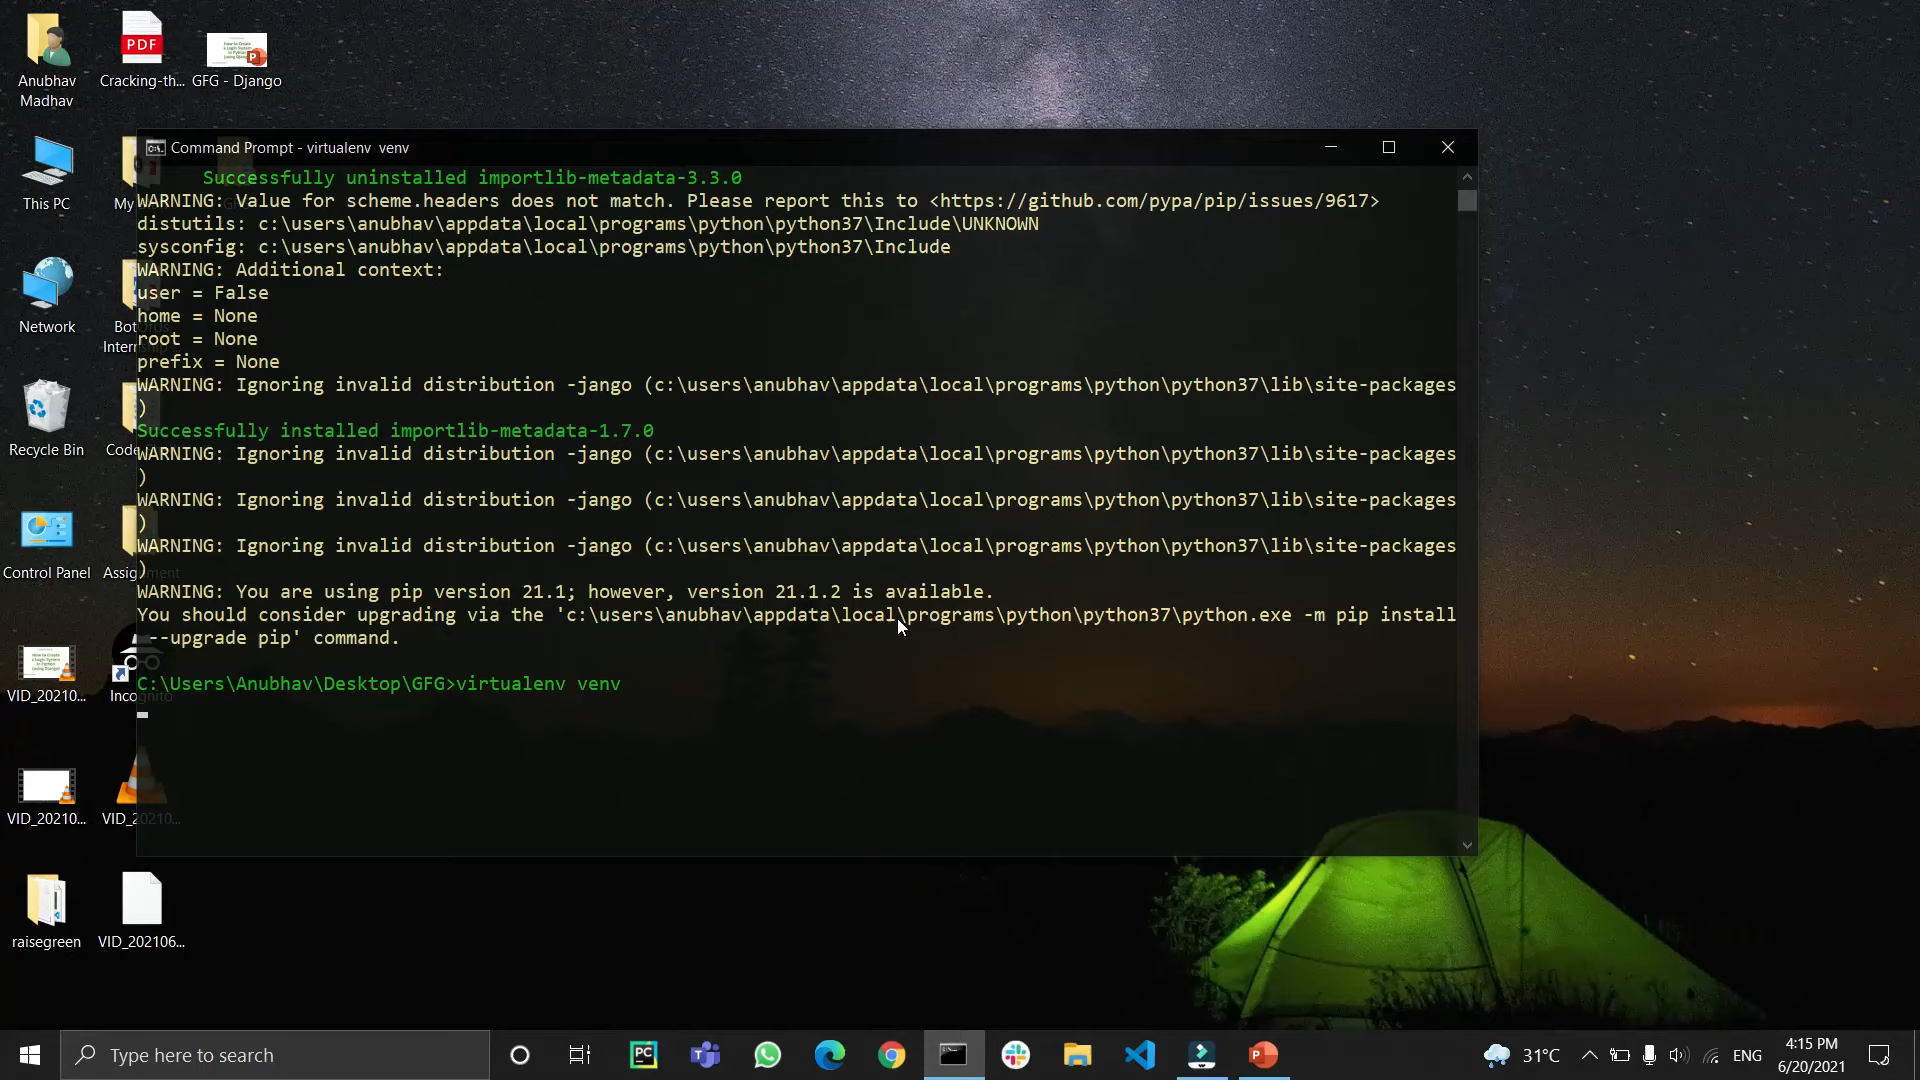 Anubhav
Madhav
Cracking-th...
GFG - Django
PDF
This PC
My
Network
Bot
Intern
Recycle Bin
Code
Control Panel
Assignment
VID_20210...
Incognito
VID_20210...
VID_20210...
raisegreen
VID_202106...
Command Prompt - virtualenv  venv
Successfully uninstalled importlib-metadata-3.3.0
WARNING: Value for scheme.headers does not match. Please report this to <https://github.com/pypa/pip/issues/9617>
distutils: c:\users\anubhav\appdata\local\programs\python\python37\Include\UNKNOWN
sysconfig: c:\users\anubhav\appdata\local\programs\python\python37\Include
WARNING: Additional context:
user = False
home = None
root = None
prefix = None
WARNING: Ignoring invalid distribution -jango (c:\users\anubhav\appdata\local\programs\python\python37\lib\site-packages
)
Successfully installed importlib-metadata-1.7.0
WARNING: Ignoring invalid distribution -jango (c:\users\anubhav\appdata\local\programs\python\python37\lib\site-packages
)
WARNING: Ignoring invalid distribution -jango (c:\users\anubhav\appdata\local\programs\python\python37\lib\site-packages
)
WARNING: Ignoring invalid distribution -jango (c:\users\anubhav\appdata\local\programs\python\python37\lib\site-packages
)
WARNING: You are using pip version 21.1; however, version 21.1.2 is available.
You should consider upgrading via the 'c:\users\anubhav\appdata\local\programs\python\python37\python.exe -m pip install
--upgrade pip' command.
C:\Users\Anubhav\Desktop\GFG>virtualenv venv
Type here to search
31°C
ENG
4:15 PM
6/20/2021